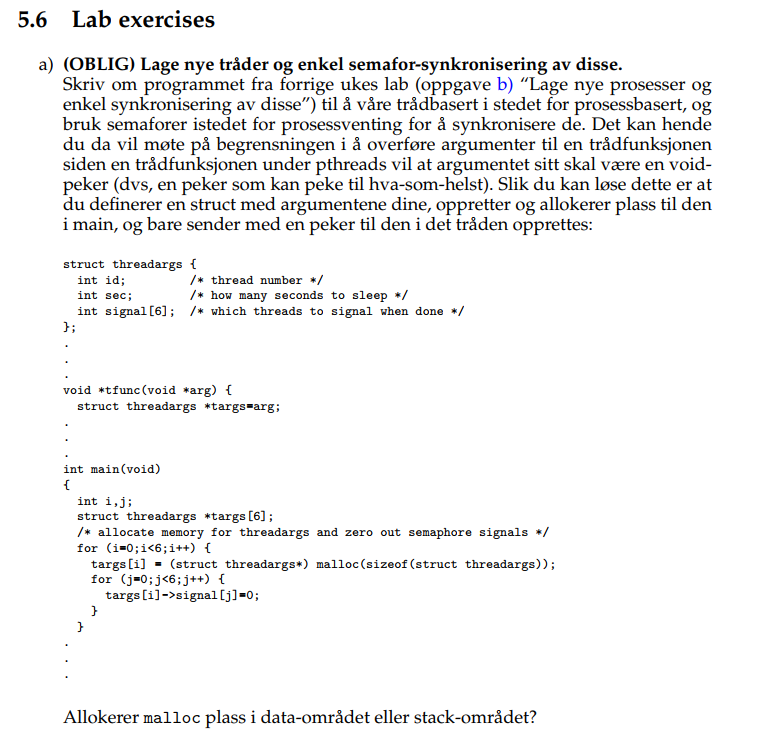 5.6 Lab exercises
a) (OBLIG) Lage nye tråder og enkel semafor-synkronisering av disse.
Skriv om programmet fra forrige ukes lab (oppgave b) “Lage nye prosesser og
enkel synkronisering av disse”) til å våre trådbasert i stedet for prosessbasert, og
bruk semaforer istedet for prosessventing for å synkronisere de. Det kan hende
du da vil møte på begrensningen i å overføre argumenter til en trådfunksjonen
siden en trådfunksjonen under pthreads vil at argumentet sitt skal være en void-
peker (dvs, en peker som kan peke til hva-som-helst). Slik du kan løse dette er at
du definerer en struct med argumentene dine, oppretter og allokerer plass til den
i main, og bare sender med en peker til den i det tråden opprettes:
struct threadargs {
  int id;         /* thread number */
  int sec;        /* how many seconds to sleep */
  int signal[6];  /* which threads to signal when done */
};
.
.
.
void *tfunc(void *arg) {
  struct threadargs *targs=arg;
.
.
.
int main(void)
{
  int i,j;
  struct threadargs *targs[6];
  /* allocate memory for threadargs and zero out semaphore signals */
  for (i=0;i<6;i++) {
    targs[i] = (struct threadargs*) malloc(sizeof(struct threadargs));
    for (j=0;j<6;j++) {
      targs[i]->signal[j]=0;
    }
  }
.
.
.
Allokerer malloc plass i data-området eller stack-området?